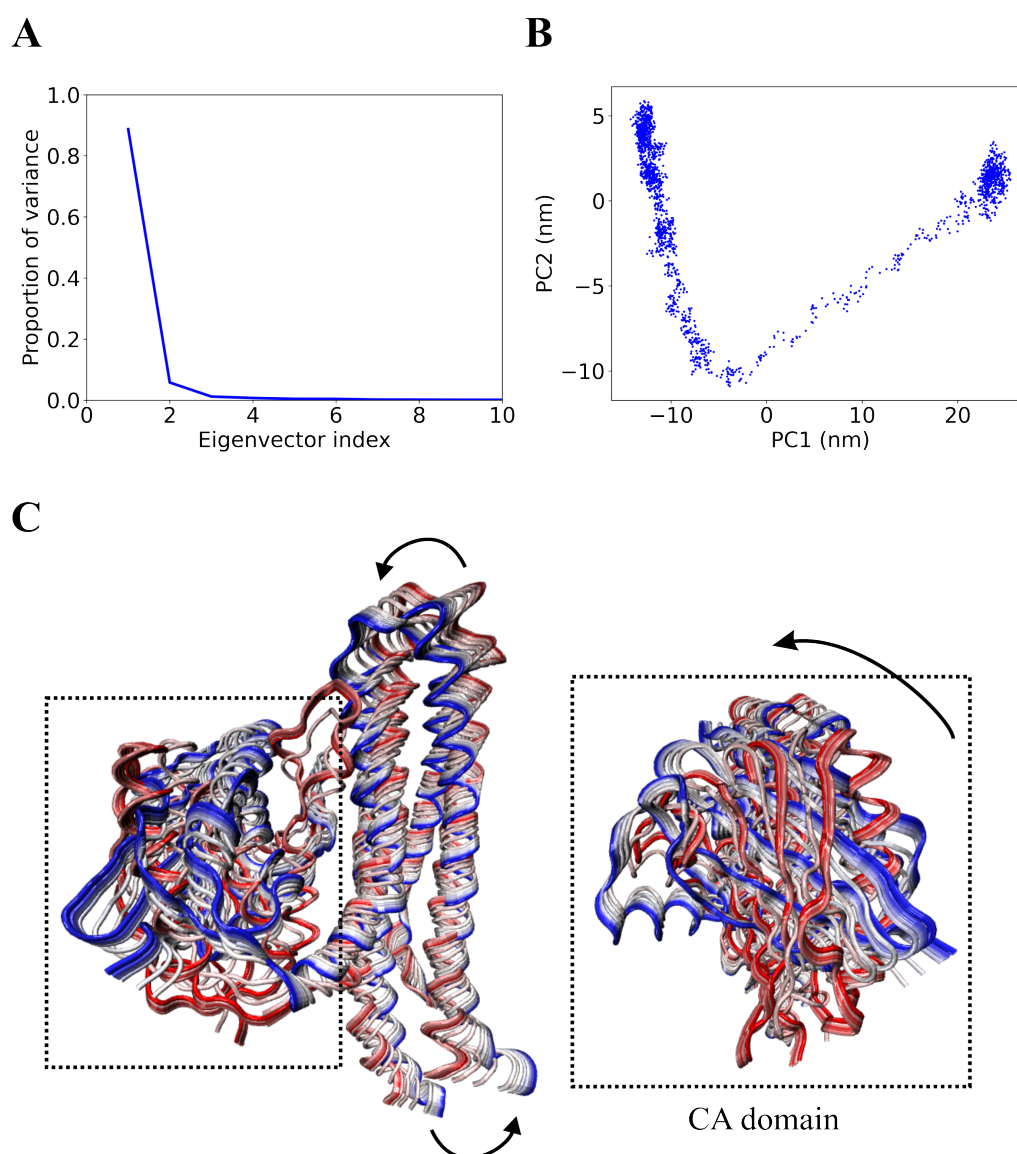 A
B
1.0
0.8
0.6
0.4
0.2
0.0
0
2
4
6
8
10
Proportion of variance
Eigenvector index
5
0
−5
−10
−10
0
10
20
PC2 (nm)
PC1 (nm)
C
CA domain